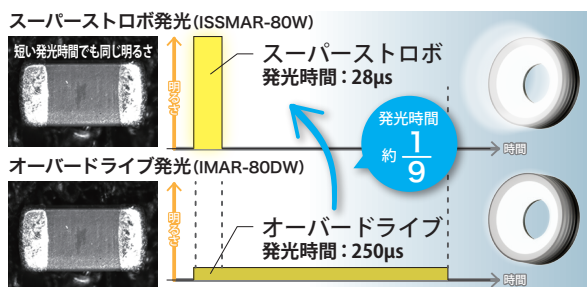 スーパーストロボ発光(ISSMAR-80W)
短い発光時間でも同じ明るさ
明るさ
スーパーストロボ
発光時間：28μs
発光時間
約 1/9
時間
オーバードライブ発光(IMAR-80DW)
明るさ
オーバードライブ
発光時間：250μs
時間